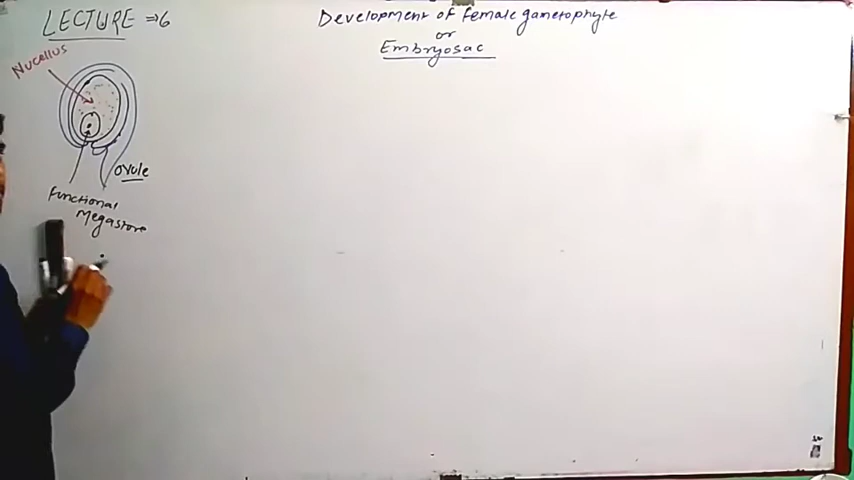 LECTURE ⇒6
Development of female gametophyte
or
Embryosac
Nucellus
ovule
Functional
Megaspore